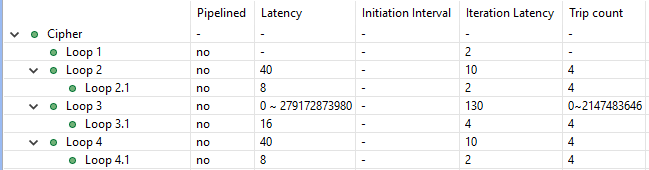 Pipelined Latency Initiation Interval Iteration Latency Trip count
Cipher - - - - -
Loop 1 no - - 2 -
Loop 2 no 40 - 10 4
Loop 2.1 no 8 - 2 4
Loop 3 no 0 ~ 279172873980 - 130 0~2147483646
Loop 3.1 no 16 - 4 4
Loop 4 no 40 - 10 4
Loop 4.1 no 8 - 2 4